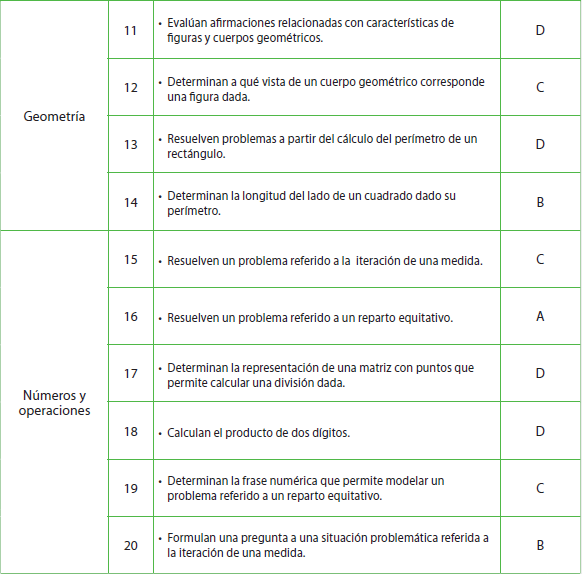 Geometría
11
• Evalúan afirmaciones relacionadas con características de
figuras y cuerpos geométricos.
D
12
• Determinan a qué vista de un cuerpo geométrico corresponde
una figura dada.
C
13
• Resuelven problemas a partir del cálculo del perímetro de un
rectángulo.
D
14
• Determinan la longitud del lado de un cuadrado dado su
perímetro.
B
Números y
operaciones
15
• Resuelven un problema referido a la iteración de una medida.
C
16
• Resuelven un problema referido a un reparto equitativo.
A
17
• Determinan la representación de una matriz con puntos que
permite calcular una división dada.
D
18
• Calculan el producto de dos dígitos.
D
19
• Determinan la frase numérica que permite modelar un
problema referido a un reparto equitativo.
C
20
• Formulan una pregunta a una situación problemática referida a
la iteración de una medida.
B